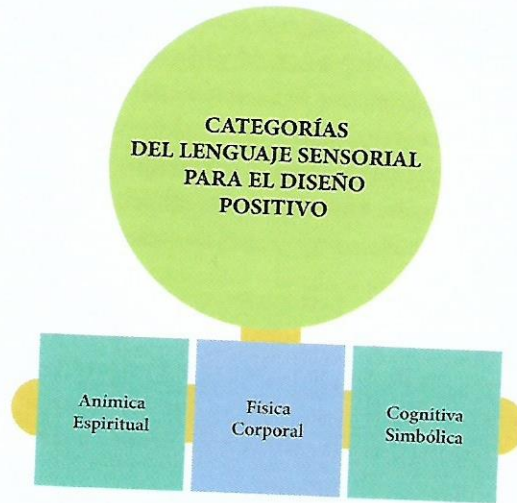 CATEGORÍAS
DEL LENGUAJE SENSORIAL
PARA EL DISEÑO
POSITIVO
Anímica
Espiritual
Física
Corporal
Cognitiva
Simbólica